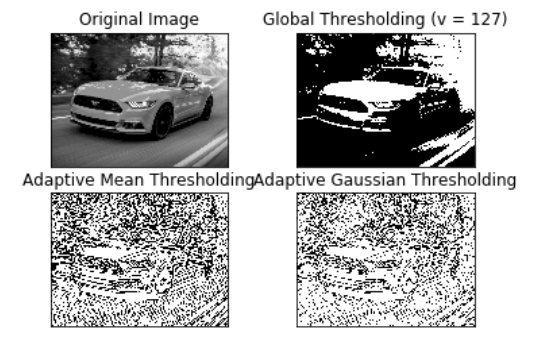 Original Image
Global Thresholding (v = 127)
Adaptive Mean Thresholding
Adaptive Gaussian Thresholding